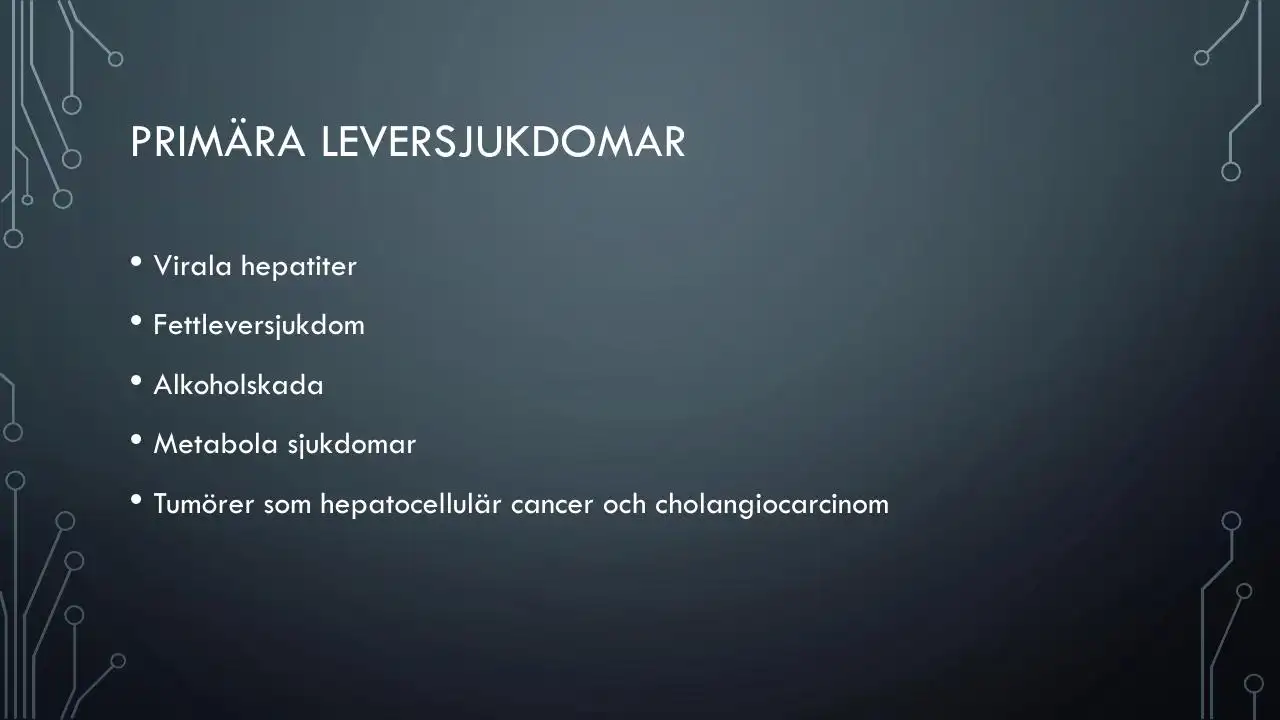 PRIMÄRA LEVERSJUKDOMAR
• Virala hepatiter
• Fettleversjukdom
• Alkoholskada
• Metabola sjukdomar
• Tumörer som hepatocellulär cancer och cholangiocarcinom